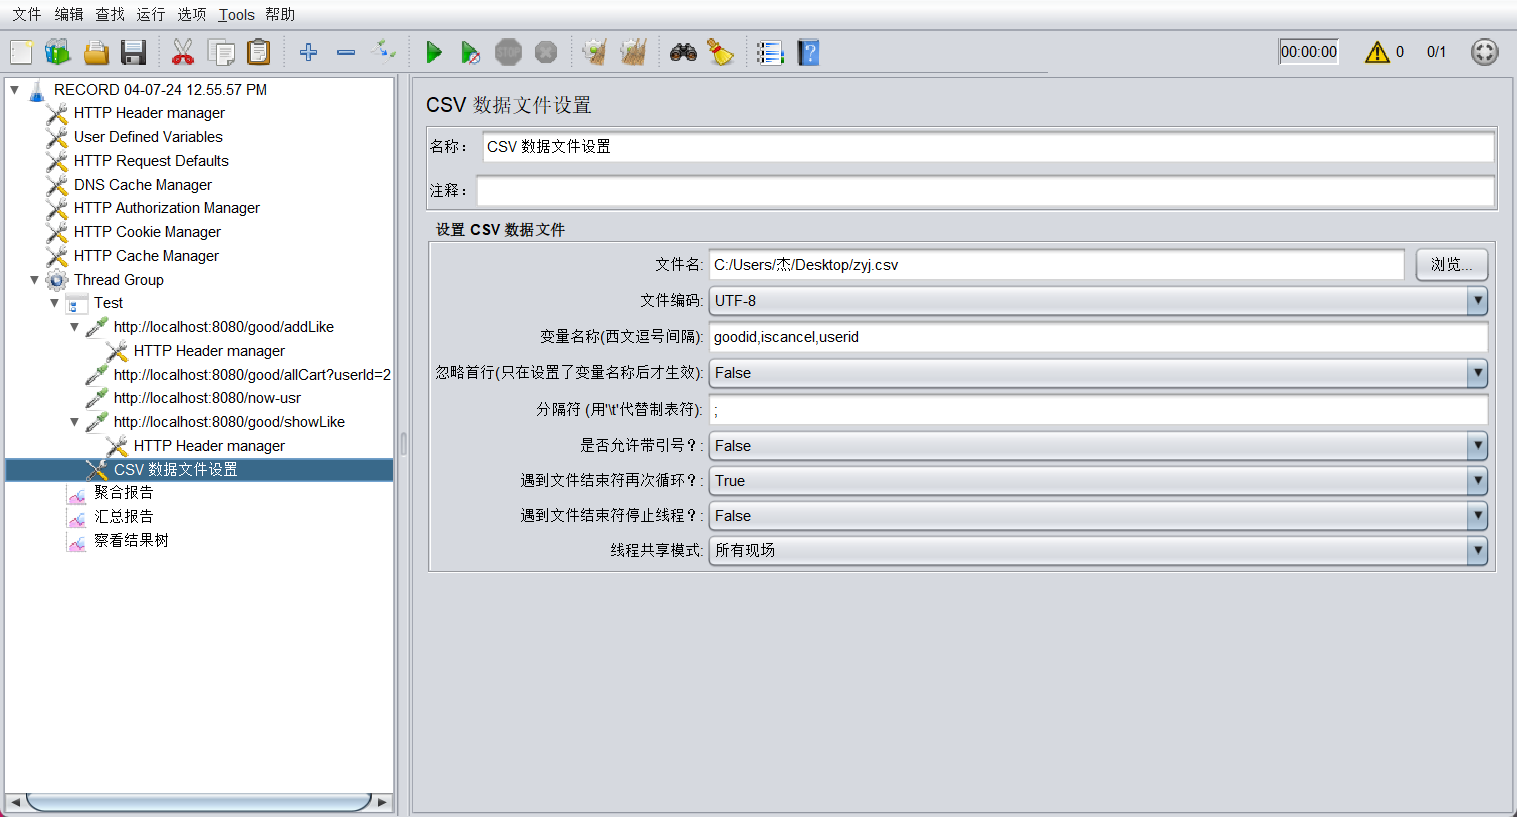 文件 编辑 查找 运行 选项 Tools 帮助
STOP
00:00:00 0 0/1
RECORD 04-07-24 12.55.57 PM
HTTP Header manager
User Defined Variables
HTTP Request Defaults
DNS Cache Manager
HTTP Authorization Manager
HTTP Cookie Manager
HTTP Cache Manager
Thread Group
Test
http://localhost:8080/good/addLike
HTTP Header manager
http://localhost:8080/good/allCart?userId=2
http://localhost:8080/now-usr
http://localhost:8080/good/showLike
HTTP Header manager
CSV 数据文件设置
聚合报告
汇总报告
察看结果树
CSV 数据文件设置
名称： CSV 数据文件设置
注释：
设置 CSV 数据文件
文件名: C:/Users/杰/Desktop/zyj.csv 浏览...
文件编码: UTF-8
变量名称(西文逗号间隔): goodid,iscancel,userid
忽略首行(只在设置了变量名称后才生效): False
分隔符 (用'\t'代替制表符): ;
是否允许带引号？: False
遇到文件结束符再次循环？: True
遇到文件结束符停止线程？: False
线程共享模式: 所有现场